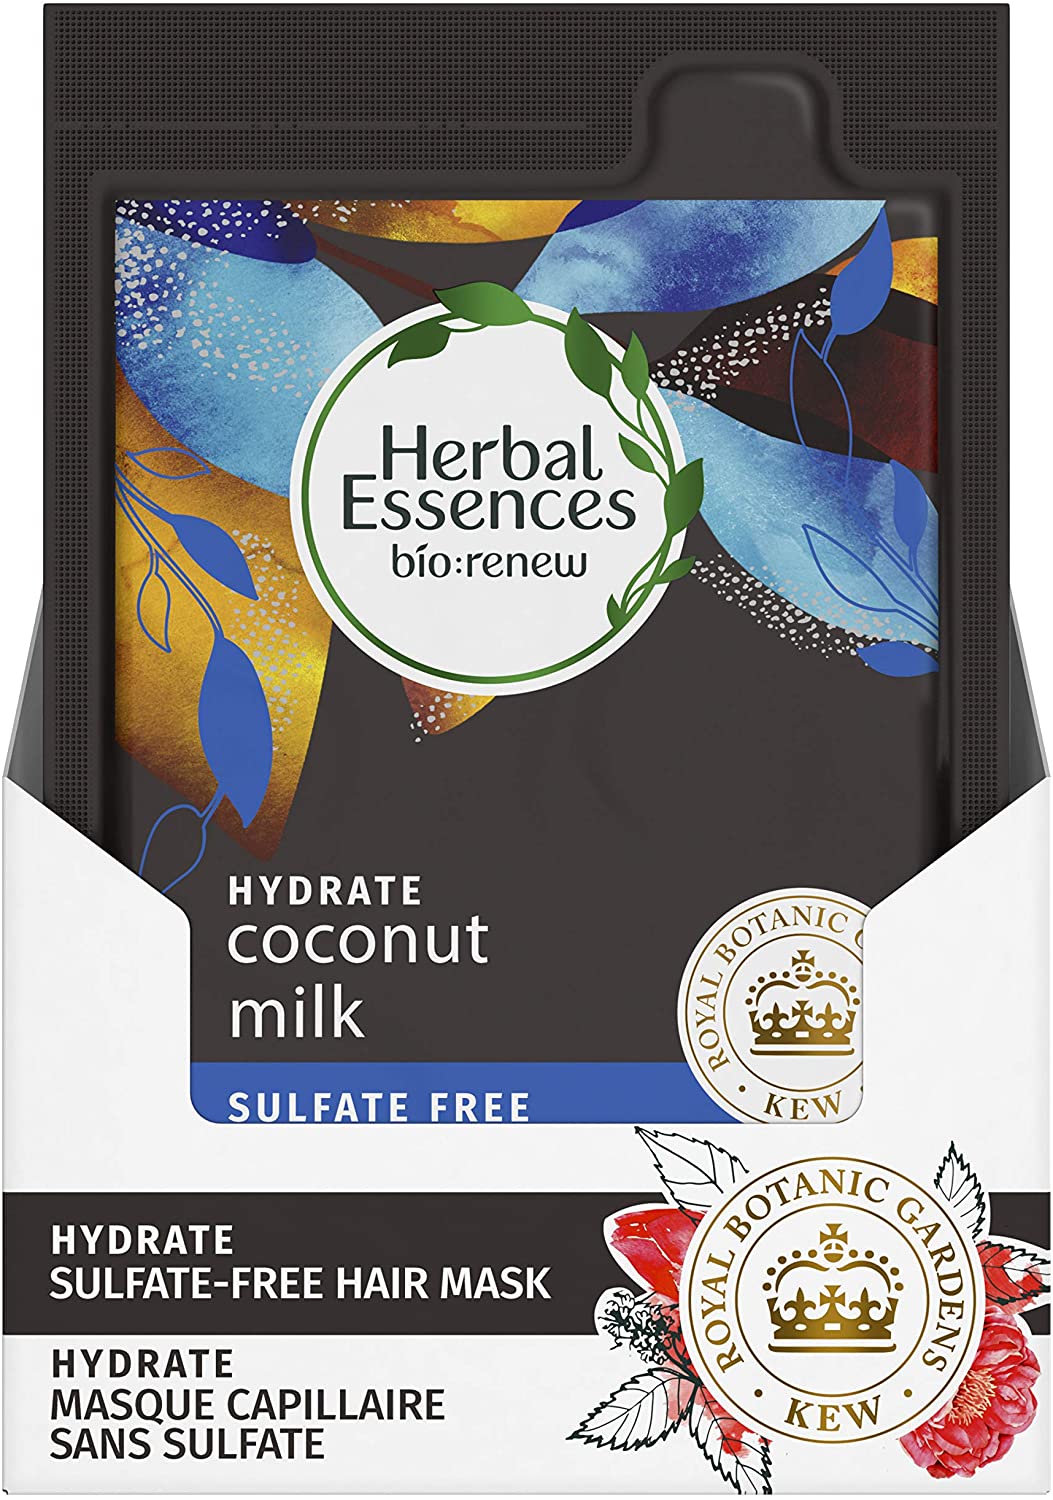 Herbal
Essences
bío:renew
HYDRATE
coconut
milk
SULFATE FREE
ROYAL BOTANIC G
· KEW ·
HYDRATE
SULFATE-FREE HAIR MASK
HYDRATE
MASQUE CAPILLAIRE
SANS SULFATE
ROYAL BOTANIC GARDENS
· KEW ·